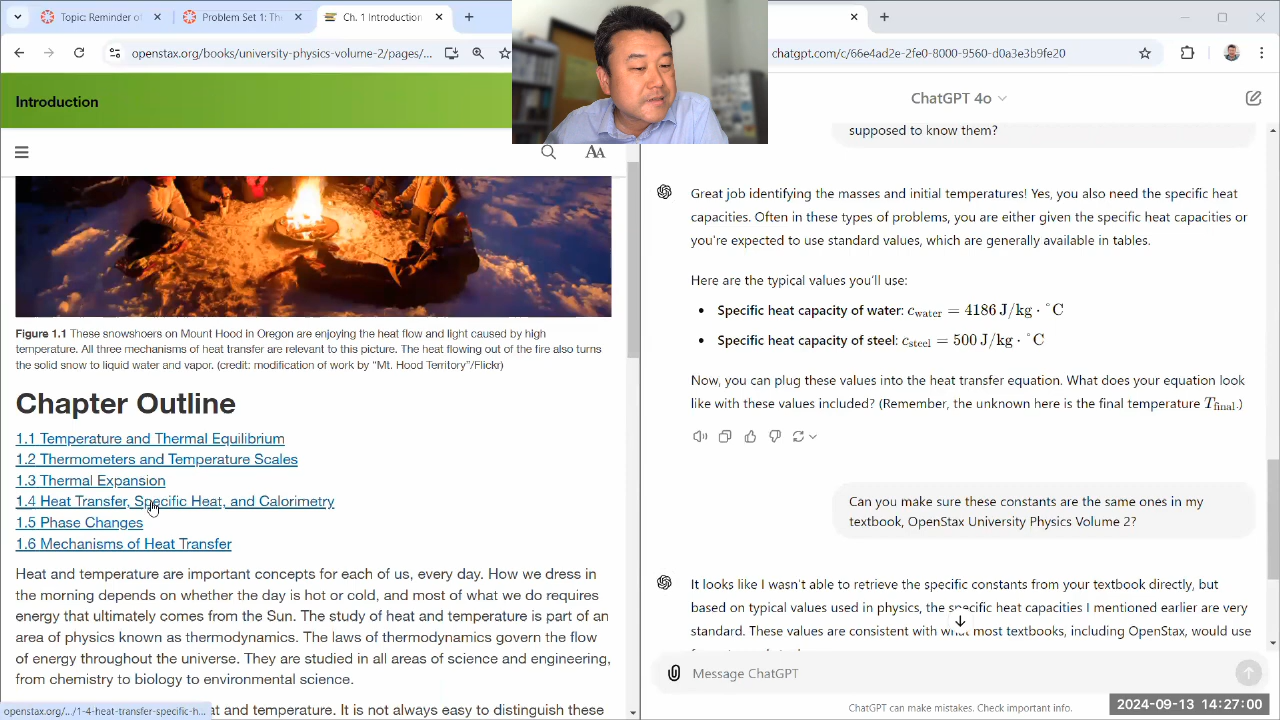 Topic: Reminder of
Problem Set 1: The
Ch. 1 Introduction
openstax.org/books/university-physics-volume-2/pages/...
chatgpt.com/c/66e4ad2e-2fe0-8000-9560-d0a3e3b9fe20
Introduction
AA
Figure 1.1 These snowshoers on Mount Hood in Oregon are enjoying the heat flow and light caused by high
temperature. All three mechanisms of heat transfer are relevant to this picture. The heat flowing out of the fire also turns
the solid snow to liquid water and vapor. (credit: modification of work by “Mt. Hood Territory”/Flickr)
Chapter Outline
1.1 Temperature and Thermal Equilibrium
1.2 Thermometers and Temperature Scales
1.3 Thermal Expansion
1.4 Heat Transfer, Specific Heat, and Calorimetry
1.5 Phase Changes
1.6 Mechanisms of Heat Transfer
Heat and temperature are important concepts for each of us, every day. How we dress in
the morning depends on whether the day is hot or cold, and most of what we do requires
energy that ultimately comes from the Sun. The study of heat and temperature is part of an
area of physics known as thermodynamics. The laws of thermodynamics govern the flow
of energy throughout the universe. They are studied in all areas of science and engineering,
from chemistry to biology to environmental science.
at and temperature. It is not always easy to distinguish these
openstax.org/.../1-4-heat-transfer-specific-h...
ChatGPT 4o
supposed to know them?
Great job identifying the masses and initial temperatures! Yes, you also need the specific heat
capacities. Often in these types of problems, you are either given the specific heat capacities or
you're expected to use standard values, which are generally available in tables.
Here are the typical values you'll use:
• Specific heat capacity of water: c_water = 4186 J/kg · °C
• Specific heat capacity of steel: c_steel = 500 J/kg · °C
Now, you can plug these values into the heat transfer equation. What does your equation look
like with these values included? (Remember, the unknown here is the final temperature T_final.)
Can you make sure these constants are the same ones in my
textbook, OpenStax University Physics Volume 2?
It looks like I wasn't able to retrieve the specific constants from your textbook directly, but
based on typical values used in physics, the specific heat capacities I mentioned earlier are very
standard. These values are consistent with what most textbooks, including OpenStax, would use
Message ChatGPT
ChatGPT can make mistakes. Check important info.
2024-09-13 14:27:00